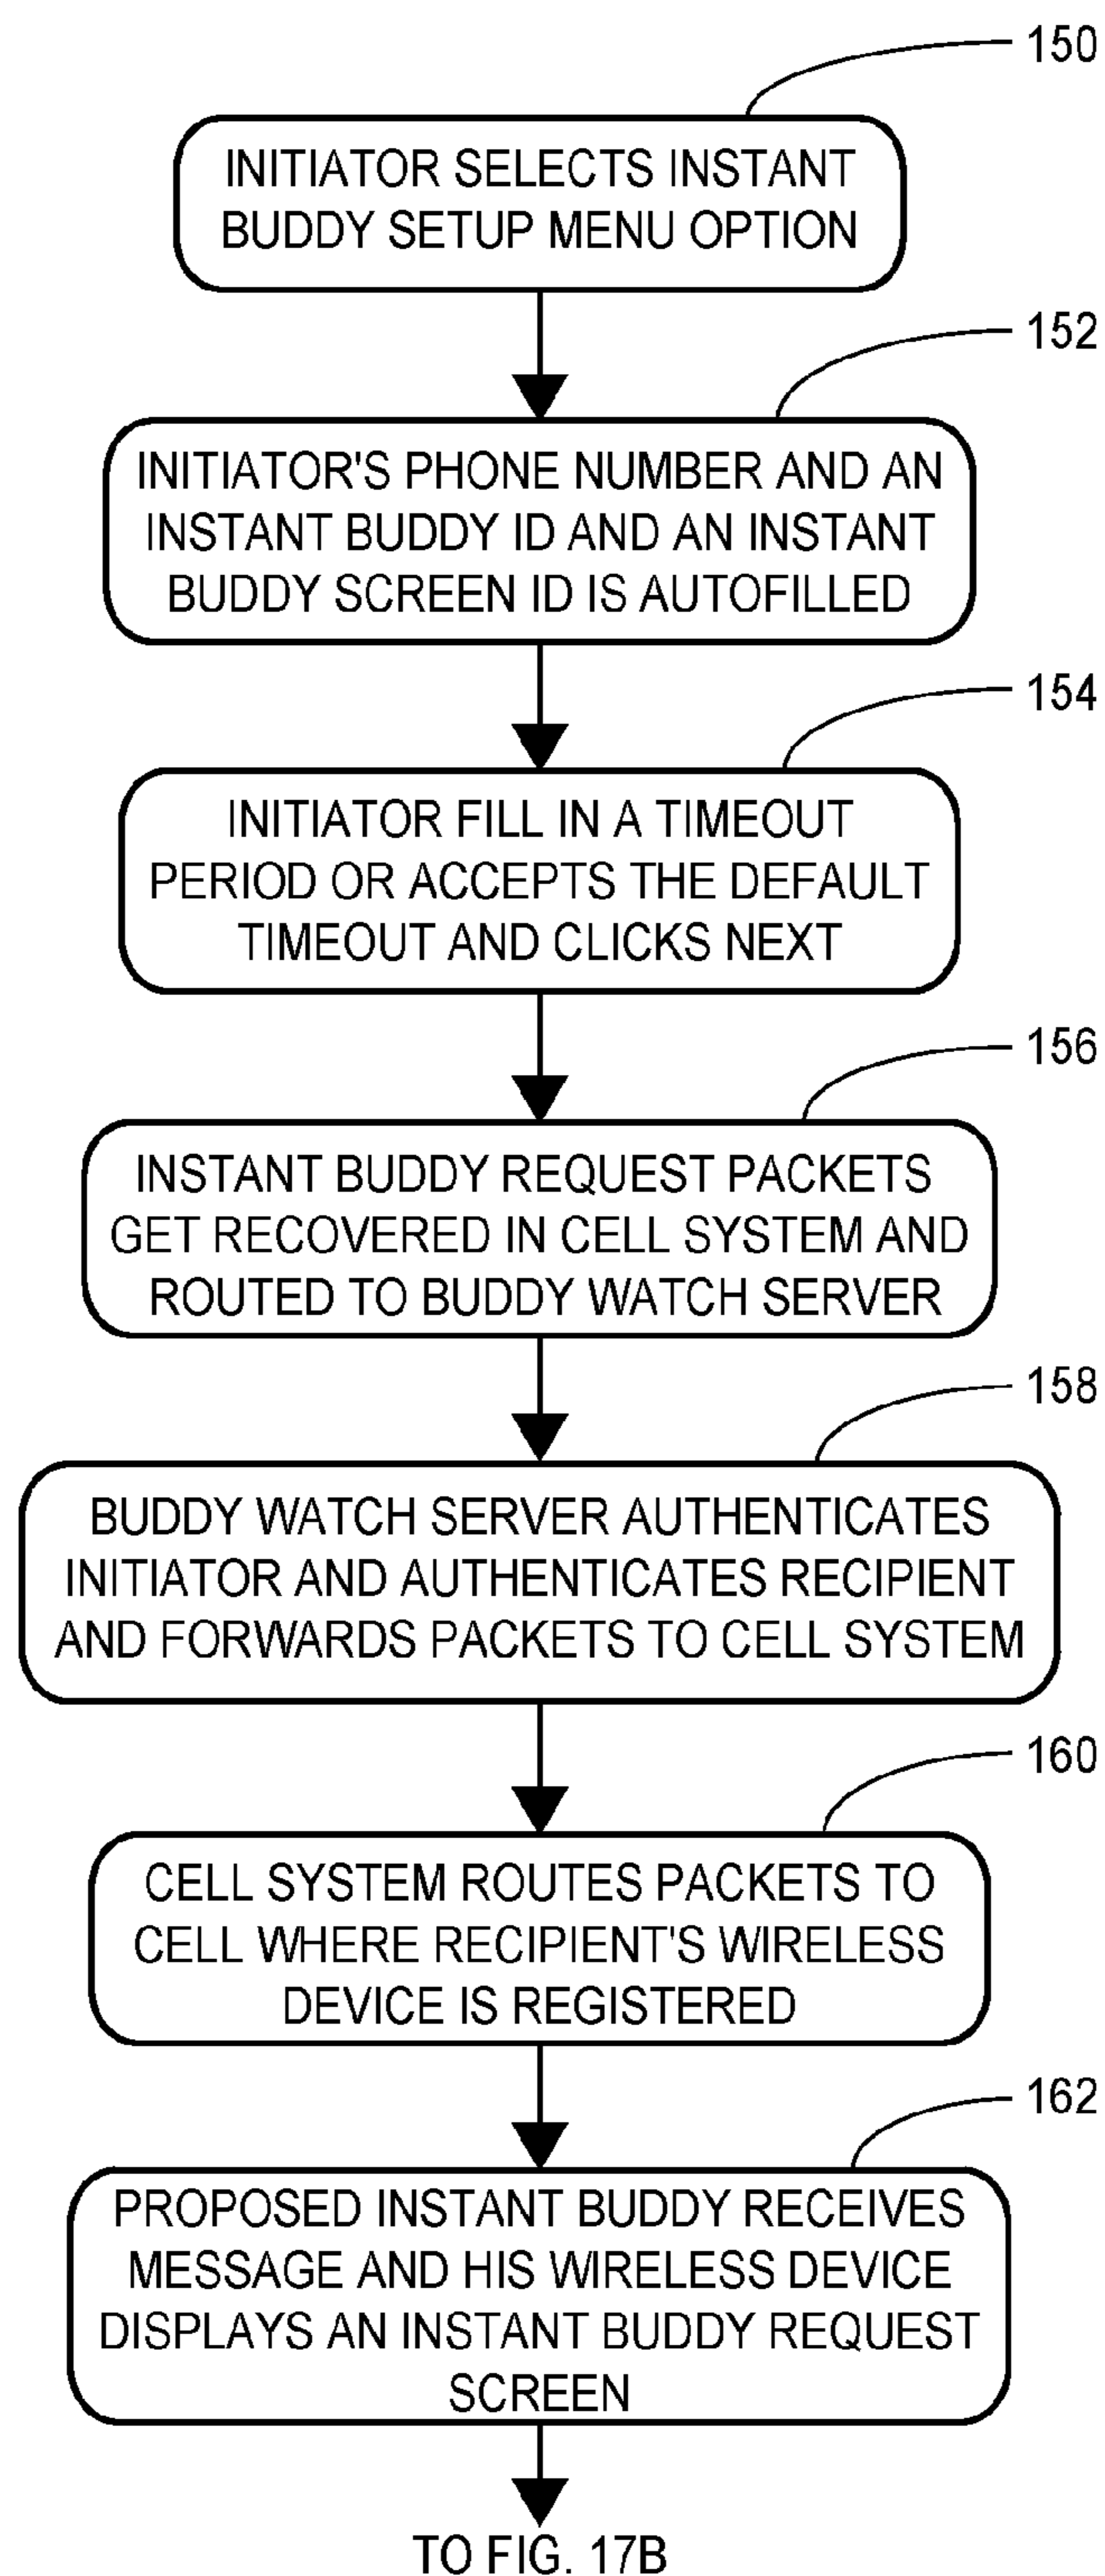 150
INITIATOR SELECTS INSTANT
BUDDY SETUP MENU OPTION
152
INITIATOR'S PHONE NUMBER AND AN
INSTANT BUDDY ID AND AN INSTANT
BUDDY SCREEN ID IS AUTOFILLED
154
INITIATOR FILL IN A TIMEOUT
PERIOD OR ACCEPTS THE DEFAULT
TIMEOUT AND CLICKS NEXT
156
INSTANT BUDDY REQUEST PACKETS
GET RECOVERED IN CELL SYSTEM AND
ROUTED TO BUDDY WATCH SERVER
158
BUDDY WATCH SERVER AUTHENTICATES
INITIATOR AND AUTHENTICATES RECIPIENT
AND FORWARDS PACKETS TO CELL SYSTEM
160
CELL SYSTEM ROUTES PACKETS TO
CELL WHERE RECIPIENT'S WIRELESS
DEVICE IS REGISTERED
162
PROPOSED INSTANT BUDDY RECEIVES
MESSAGE AND HIS WIRELESS DEVICE
DISPLAYS AN INSTANT BUDDY REQUEST
SCREEN
TO FIG. 17B